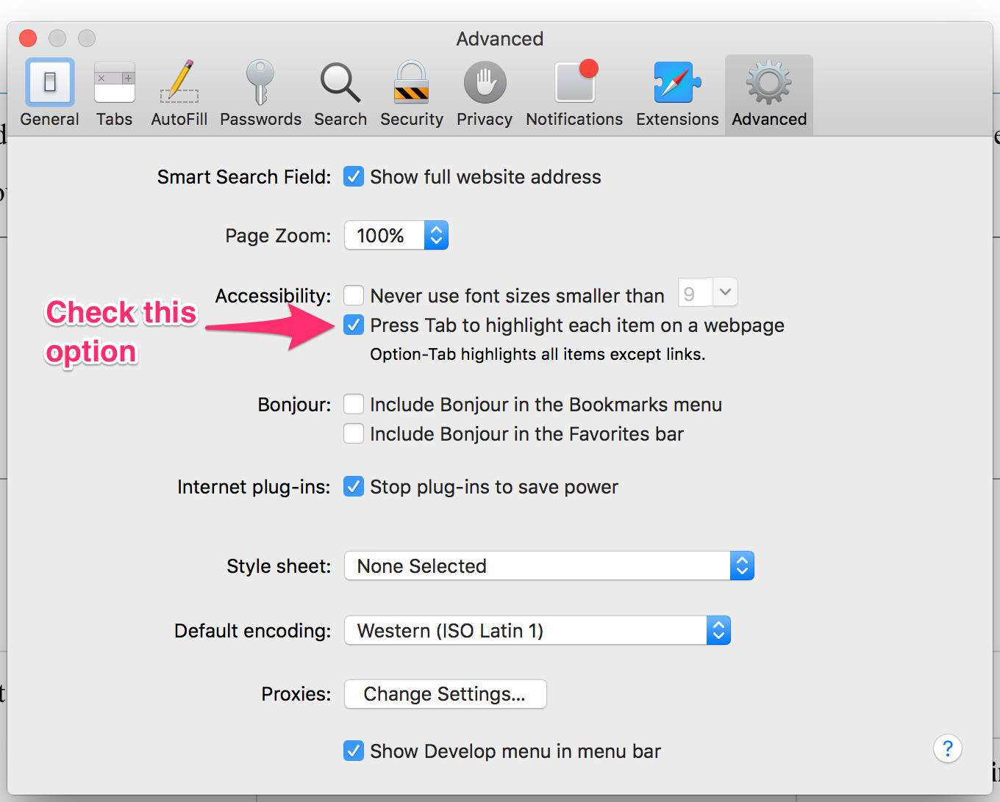 Advanced
General Tabs AutoFill Passwords Search Security Privacy Notifications Extensions Advanced
Smart Search Field: Show full website address
Page Zoom: 100%
Accessibility: Never use font sizes smaller than 9
Check this
option
Press Tab to highlight each item on a webpage
Option-Tab highlights all items except links.
Bonjour: Include Bonjour in the Bookmarks menu
Include Bonjour in the Favorites bar
Internet plug-ins: Stop plug-ins to save power
Style sheet: None Selected
Default encoding: Western (ISO Latin 1)
Proxies: Change Settings...
Show Develop menu in menu bar
?